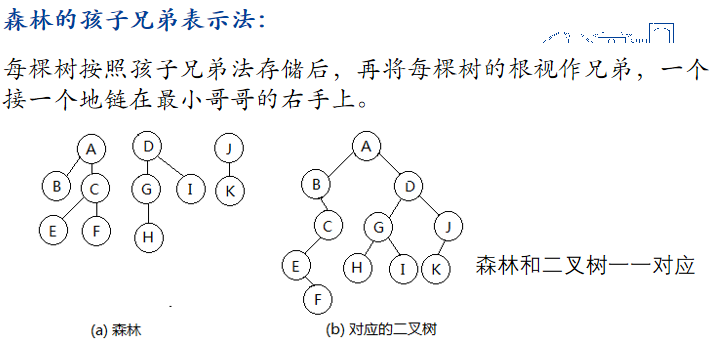 森林的孩子兄弟表示法：
每棵树按照孩子兄弟法存储后，再将每棵树的根视作兄弟，一个
接一个地链在最小哥哥的右手上。
A D J
B C G I K
E F H
(a) 森林
A
B D
C G J
E H I K
F
(b) 对应的二叉树
森林和二叉树一一对应